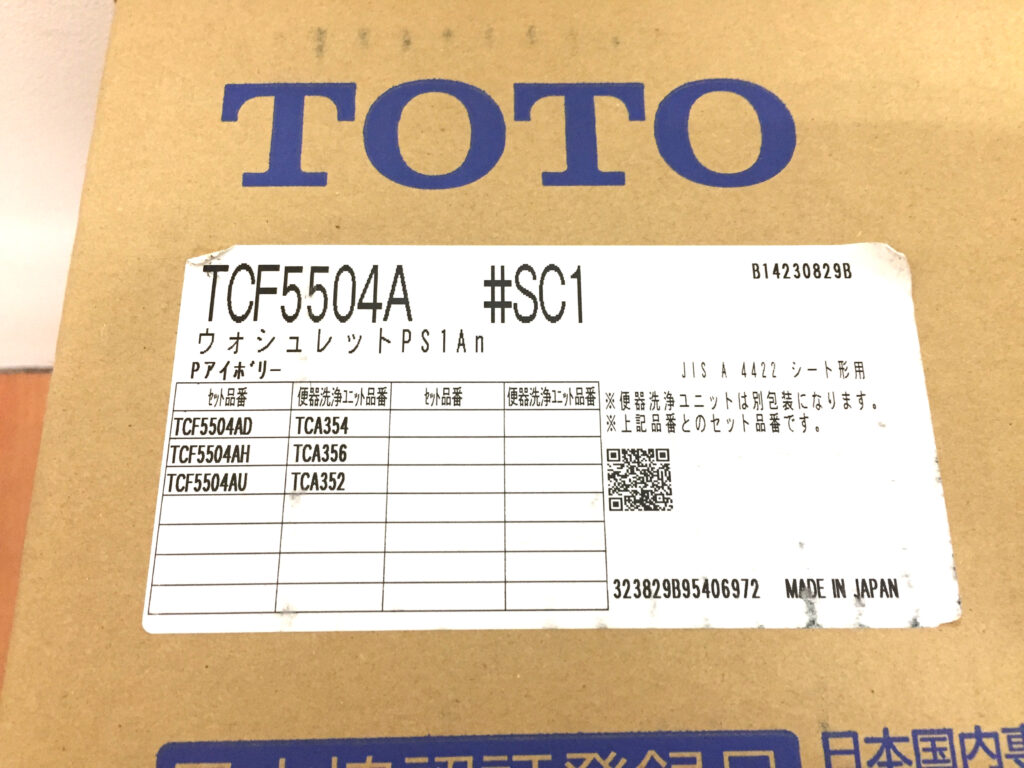 TOTO
TCF5504A #SC1
B14230829B
ウォシュレットPS1An
Pアイボリー
JIS A 4422 シート形用
セット品番 便器洗浄ユニット品番 セット品番 便器洗浄ユニット品番
TCF5504AD TCA354
TCF5504AH TCA356
TCF5504AU TCA352
※便器洗浄ユニットは別包装になります。
※上記品番とのセット品番です。
323829B95406972 MADE IN JAPAN
認証登録
日本国内専